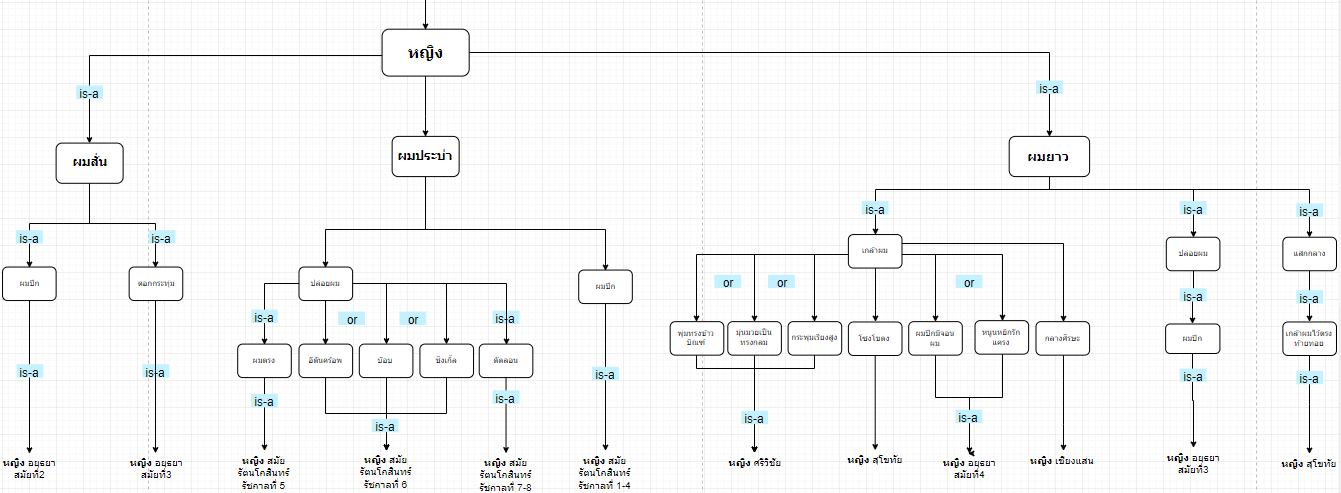 หญิง
is-a
is-a
ผมสั้น
ผมประบ่า
ผมยาว
is-a
is-a
is-a
is-a
is-a
ผมปีก
ดอกกระทุ่ม
ปล่อยผม
ผมปีก
เกล้าผม
ปล่อยผม
แสกกลาง
is-a
or
or
is-a
or
or
or
is-a
is-a
ผมตรง
อีตันคร็อพ
บ๊อบ
ชิงเกิ้ล
ดัดลอน
พุ่มทรงข้าว
บิณฑ์
มุ่นมวยเป็น
ทรงกลม
กระพุ่มเรียงสูง
โซงโขดง
ผมปีกมีจอน
ผม
หนูนหยิกรัก
แครง
กลางศีรษะ
ผมปีก
เกล้าผมไว้ตรง
ท้ายทอย
is-a
is-a
is-a
is-a
is-a
is-a
is-a
is-a
is-a
is-a
หญิง อยุธยา
สมัยที่2
หญิง อยุธยา
สมัยที่3
หญิง สมัย
รัตนโกสินทร์
รัชกาลที่ 5
หญิง สมัย
รัตนโกสินทร์
รัชกาลที่ 6
หญิง สมัย
รัตนโกสินทร์
รัชกาลที่ 7-8
หญิง สมัย
รัตนโกสินทร์
รัชกาลที่ 1-4
หญิง ศรีวิชัย
หญิง สุโขทัย
หญิง อยุธยา
สมัยที่4
หญิง เชียงแสน
หญิง อยุธยา
สมัยที่3
หญิง สุโขทัย